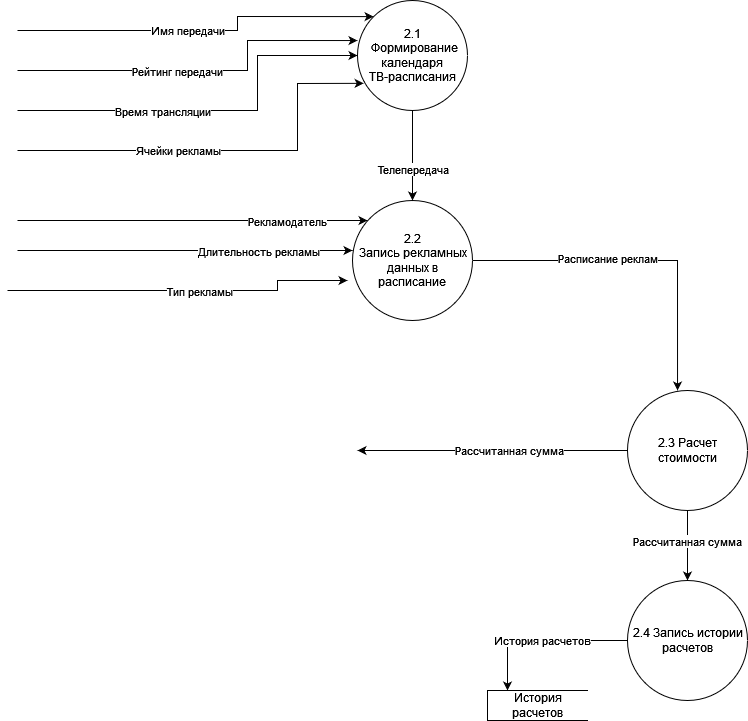 2.1
Формирование
календаря
ТВ-расписания
Имя передачи
Рейтинг передачи
Время трансляции
Ячейки рекламы
Телепередача
Рекламодатель
Длительность рекламы
Тип рекламы
2.2
Запись рекламных
данных в
расписание
Расписание реклам
2.3 Расчет
стоимости
Рассчитанная сумма
Рассчитанная сумма
2.4 Запись истории
расчетов
История расчетов
История
расчетов